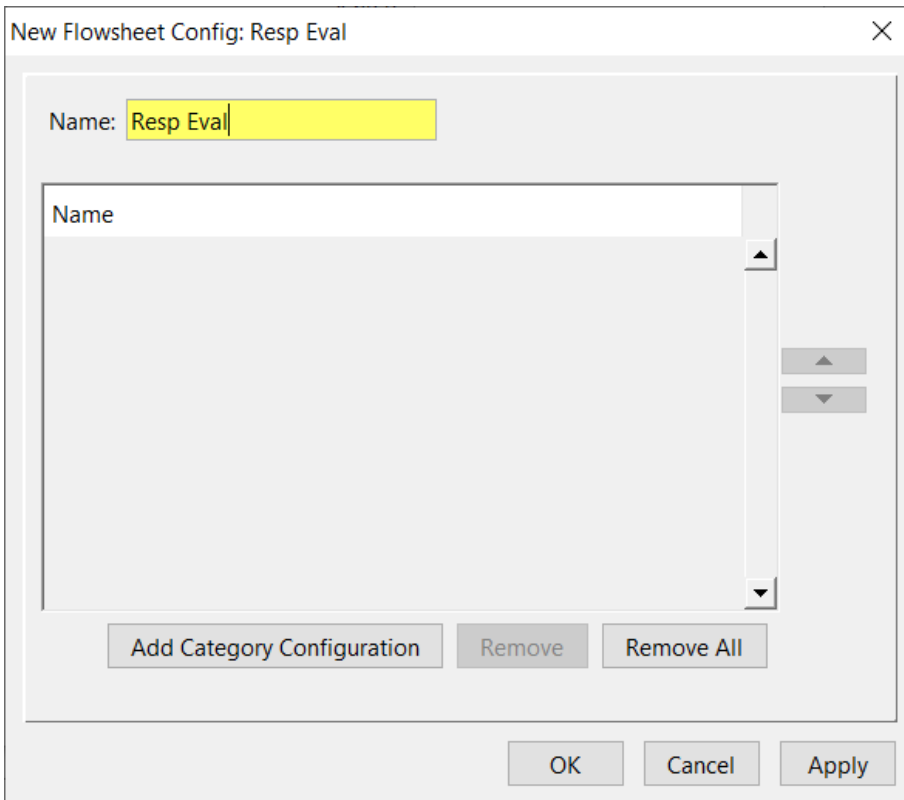 New Flowsheet Config: Resp Eval
Name: Resp Eval
Name
Add Category Configuration Remove Remove All
OK Cancel Apply